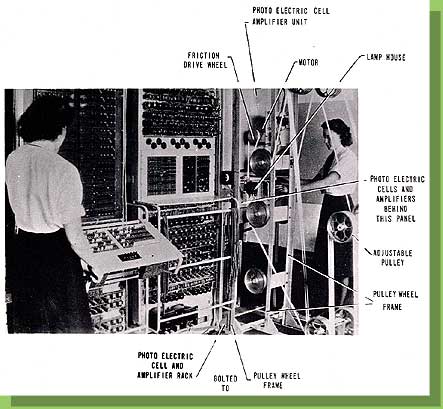 PHOTO ELECTRIC CELL
AMPLIFIER UNIT
FRICTION
DRIVE WHEEL
MOTOR
LAMP HOUSE
PHOTO ELECTRIC
CELLS AND
AMPLIFIERS
BEHIND
THIS PANEL
ADJUSTABLE
PULLEY
PULLEY WHEEL
FRAME
PHOTO ELECTRIC
CELL AND
AMPLIFIER RACK
BOLTED
TO
PULLEY WHEEL
FRAME